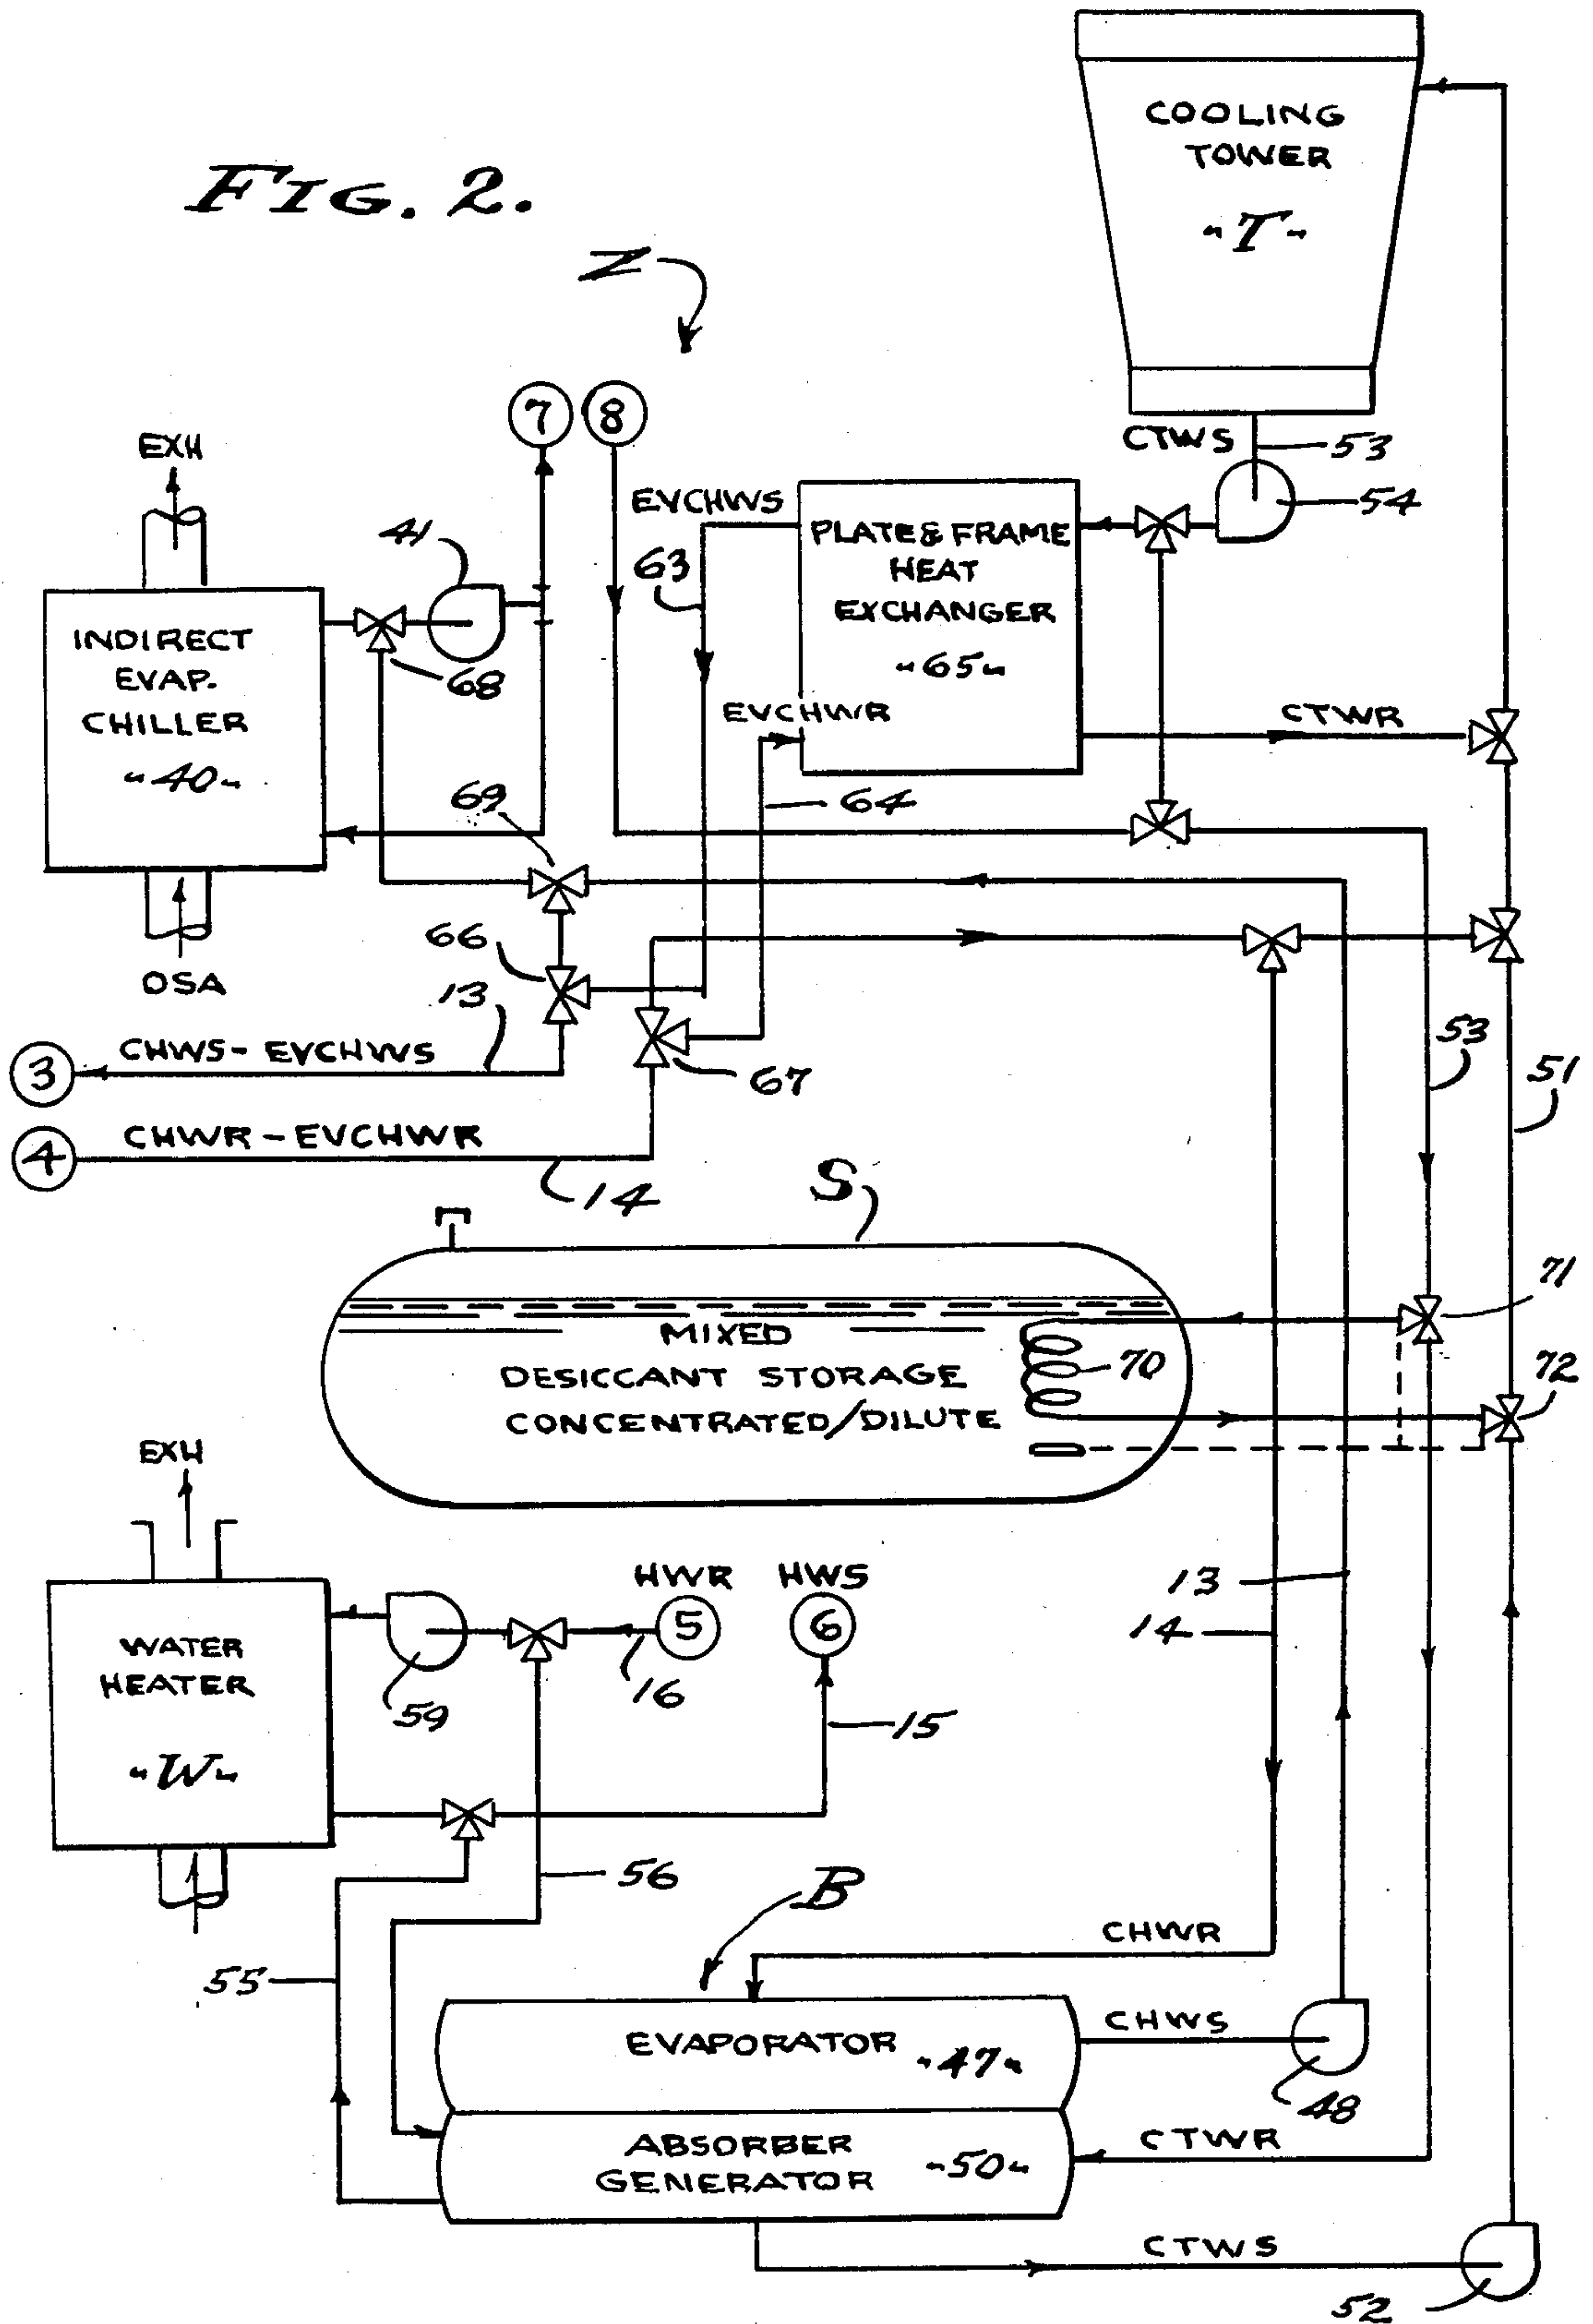 FIG. 2.
Z
COOLING
TOWER
"T"
CTWS
53
54
7
8
EXH
41
EVCHWS
63
PLATE & FRAME
HEAT
EXCHANGER
"65"
INDIRECT
EVAP.
CHILLER
"40"
68
EVCHWR
CTWR
64
69
66
OSA
13
CHWS-EVCHWS
3
67
53
51
CHWR-EVCHWR
4
14
S
71
MIXED
DESICCANT STORAGE
CONCENTRATED/DILUTE
70
72
EXH
HWR
HWS
5
6
13
14
WATER
HEATER
"W"
59
16
15
56
B
CHWR
55
EVAPORATOR "47"
CHWS
48
ABSORBER
GENERATOR "50"
CTWR
CTWS
52